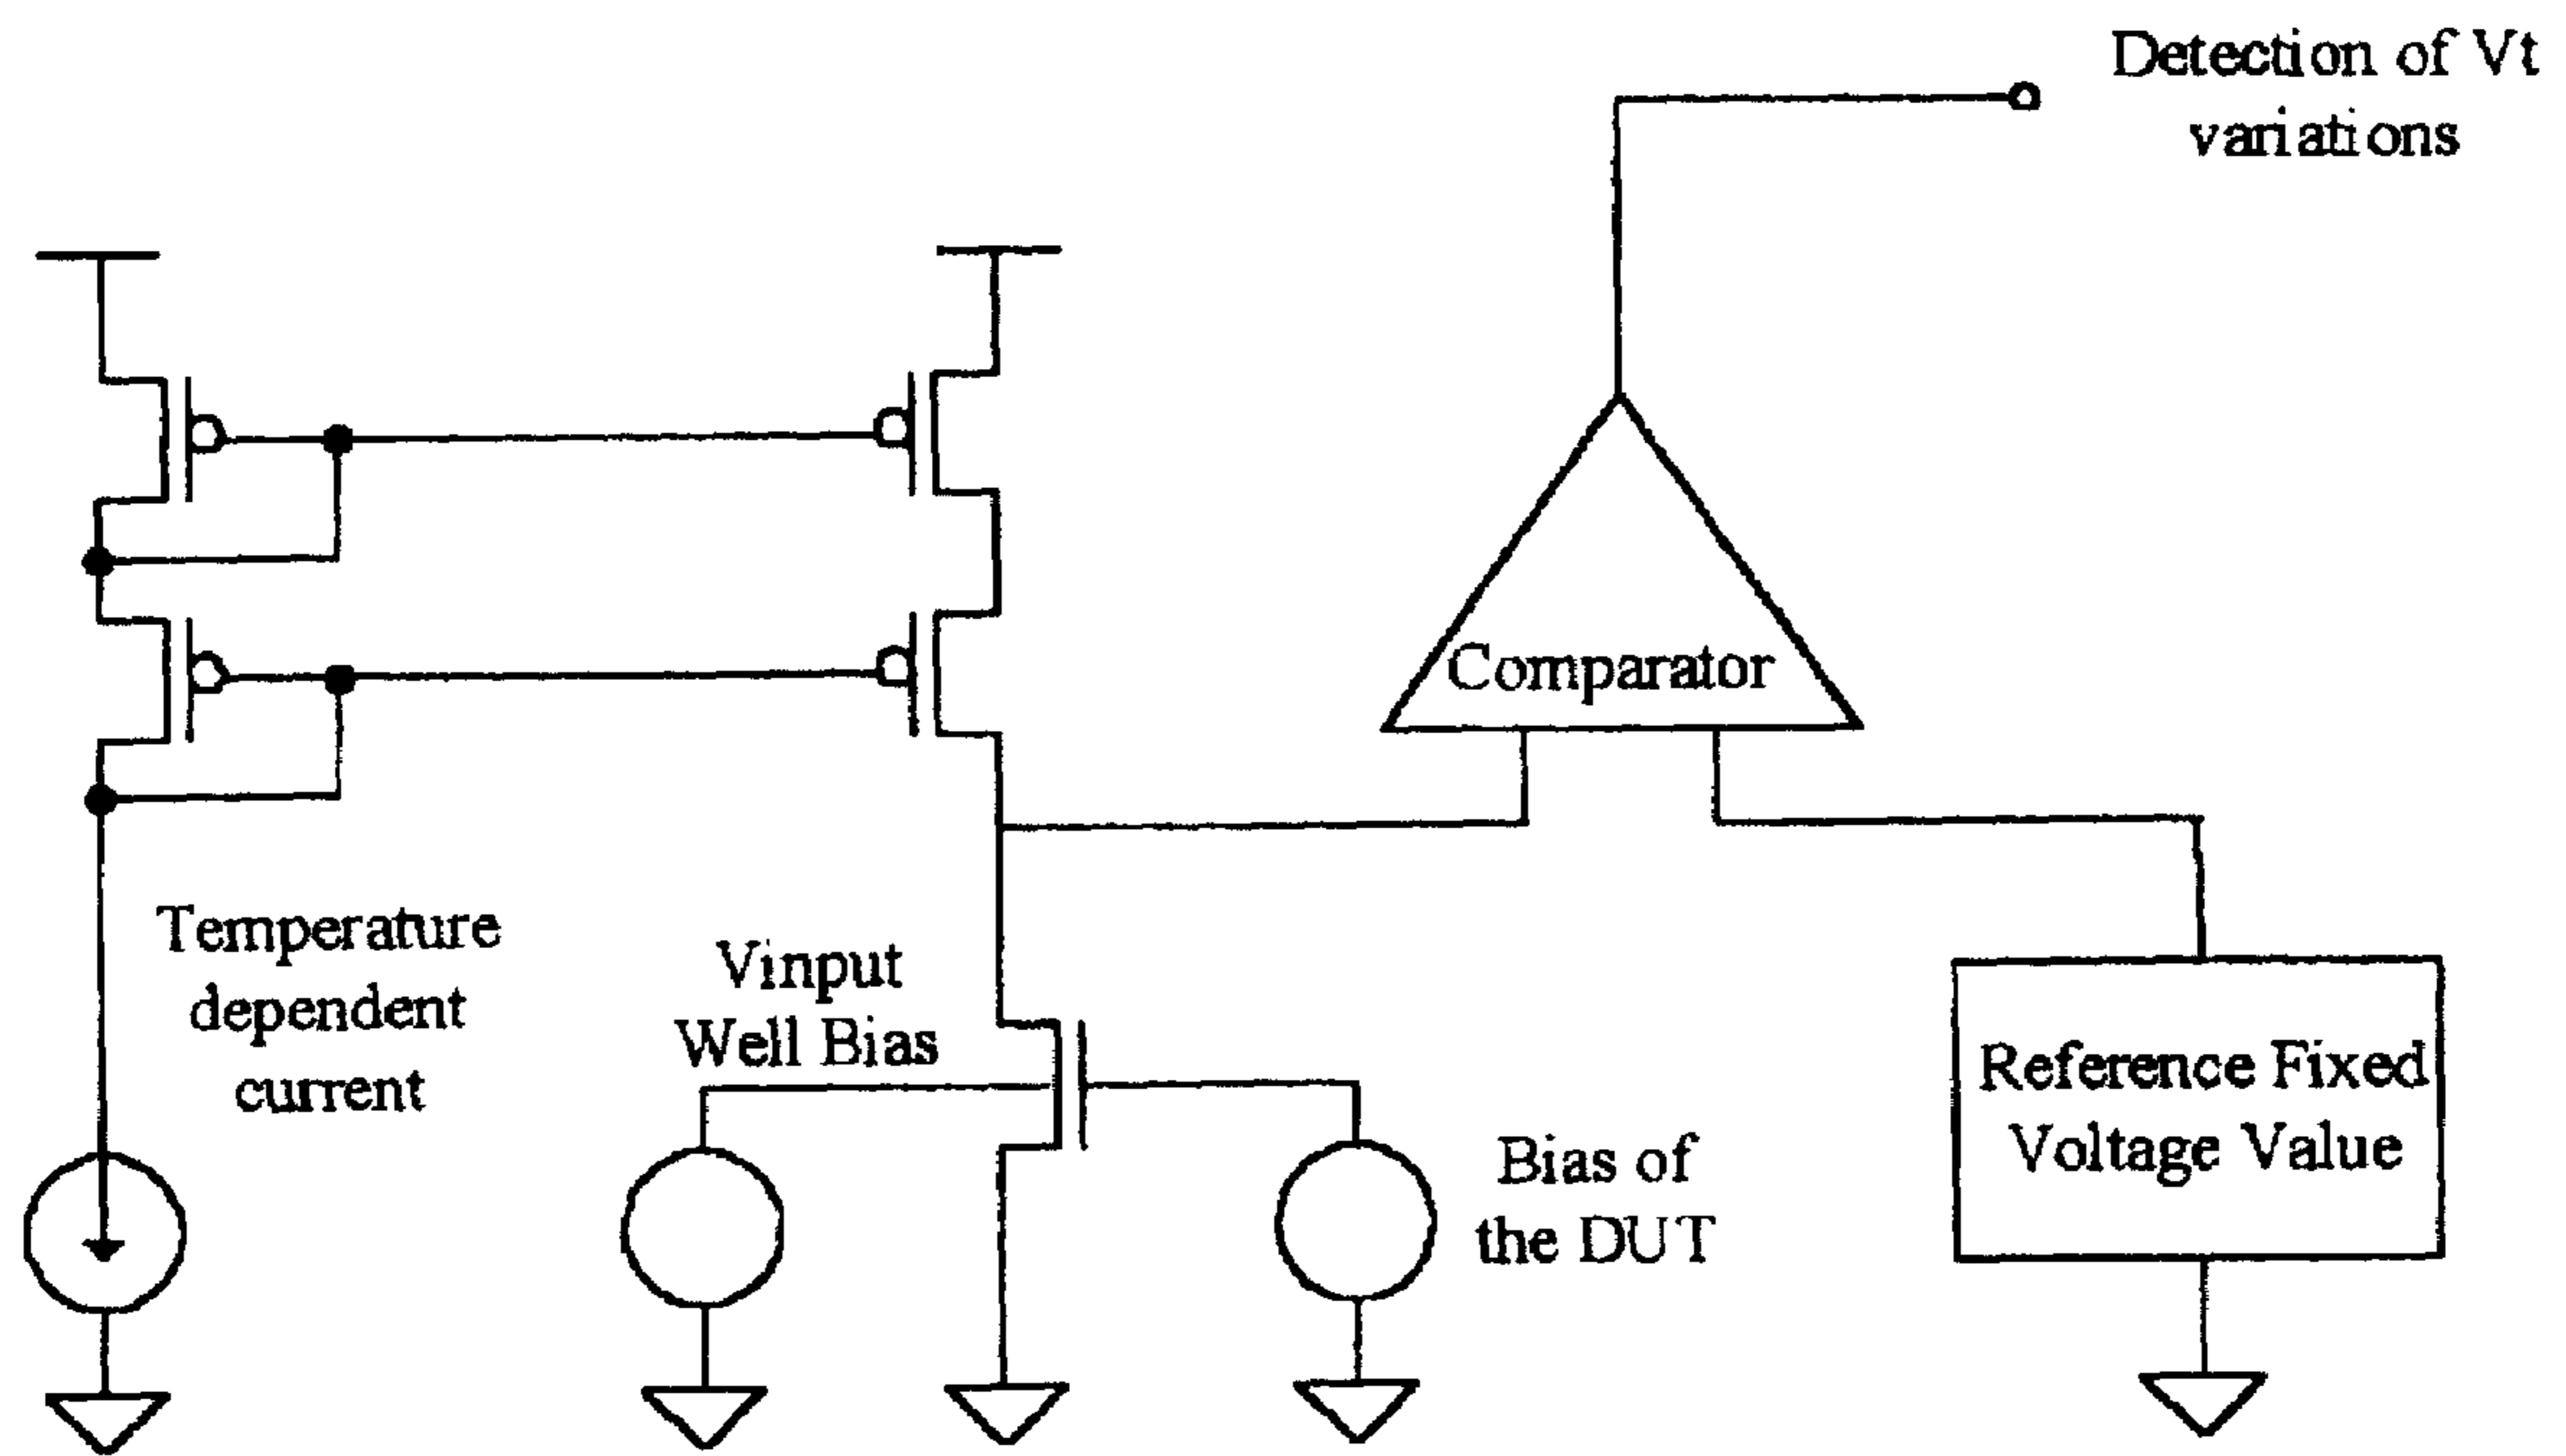 Detection of Vt
variations
Comparator
Temperature
dependent
current
Vinput
Well Bias
Bias of
the DUT
Reference Fixed
Voltage Value